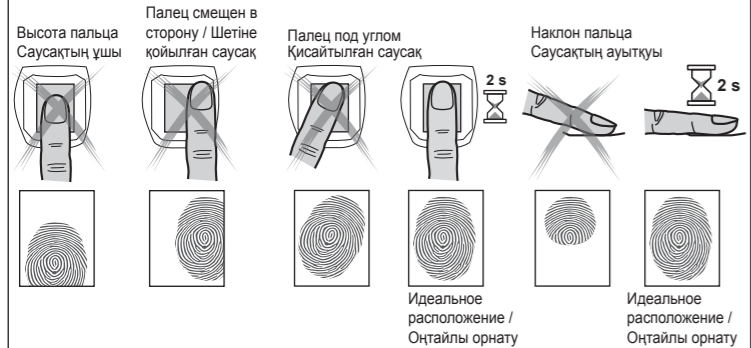 Высота пальца
Саусақтың ұшы
Палец смещен в
сторону / Шетіне
қойылған саусақ
Палец под углом
Қисайтылған саусақ
2 s
Наклон пальца
Саусақтың ауытқуы
2 s
Идеальное
расположение /
Оңтайлы орнату
Идеальное
расположение /
Оңтайлы орнату